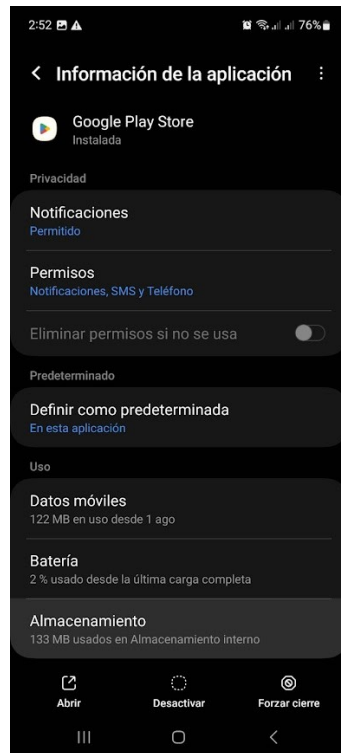 2:52 76%
Información de la aplicación
Google Play Store
Instalada
Privacidad
Notificaciones
Permitido
Permisos
Notificaciones, SMS y Teléfono
Eliminar permisos si no se usa
Predeterminado
Definir como predeterminada
En esta aplicación
Uso
Datos móviles
122 MB en uso desde 1 ago
Batería
2 % usado desde la última carga completa
Almacenamiento
133 MB usados en Almacenamiento interno
Abrir Desactivar Forzar cierre